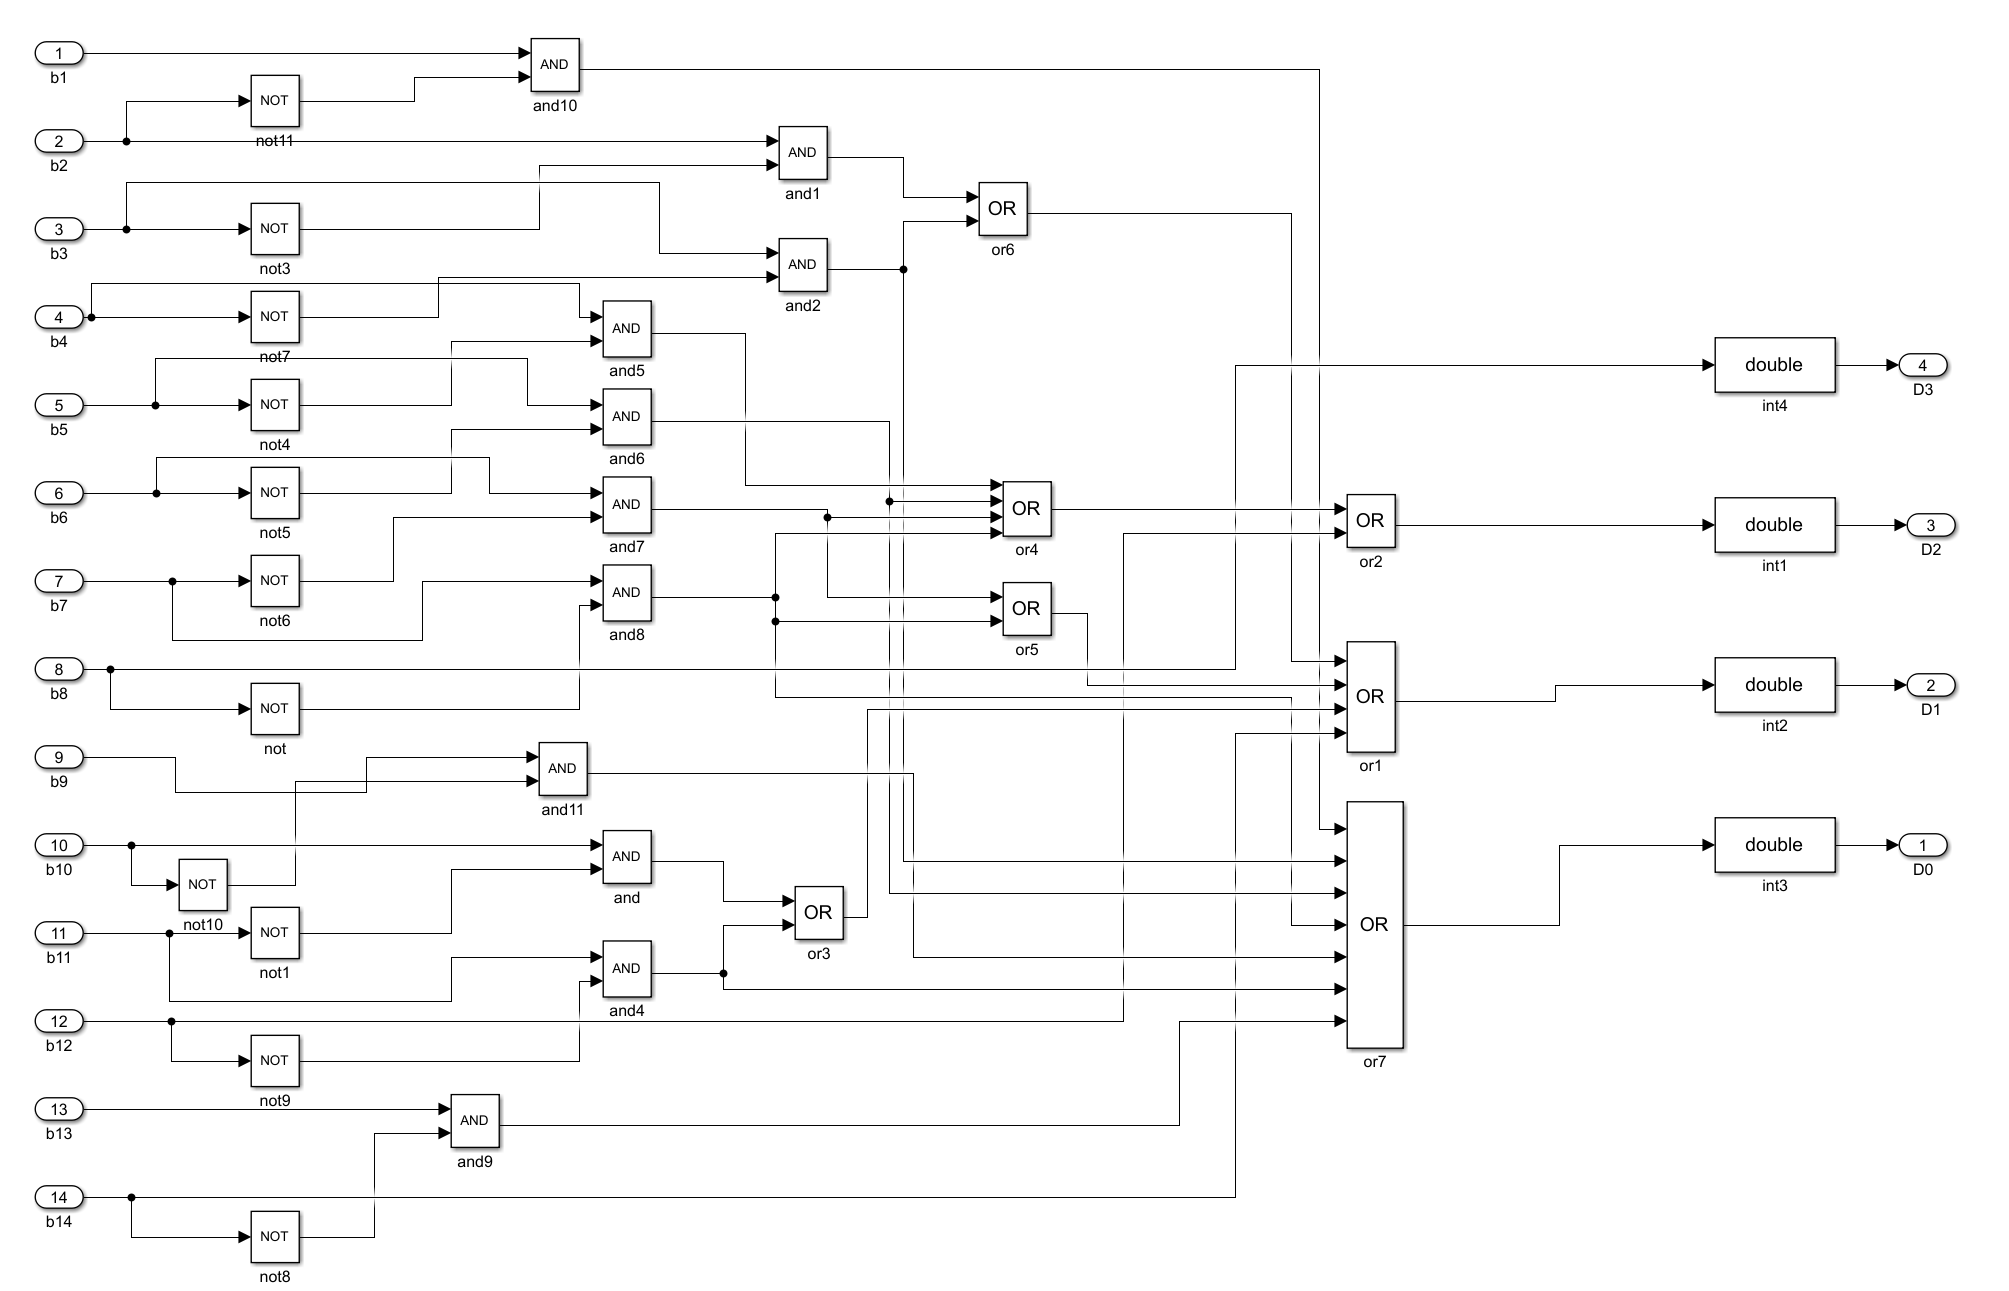 1
b1
AND
and10
NOT
not11
2
b2
AND
and1
3
b3
NOT
not3
OR
or6
AND
and2
4
b4
NOT
not7
AND
and5
double
int4
4
D3
5
b5
NOT
not4
AND
and6
6
b6
NOT
not5
AND
and7
OR
or4
OR
or2
double
int1
3
D2
7
b7
NOT
not6
AND
and8
OR
or5
8
b8
NOT
not
OR
or1
double
int2
2
D1
9
b9
AND
and11
10
b10
NOT
not10
AND
and
double
int3
1
D0
11
b11
NOT
not1
OR
or3
OR
or7
AND
and4
12
b12
NOT
not9
13
b13
AND
and9
14
b14
NOT
not8